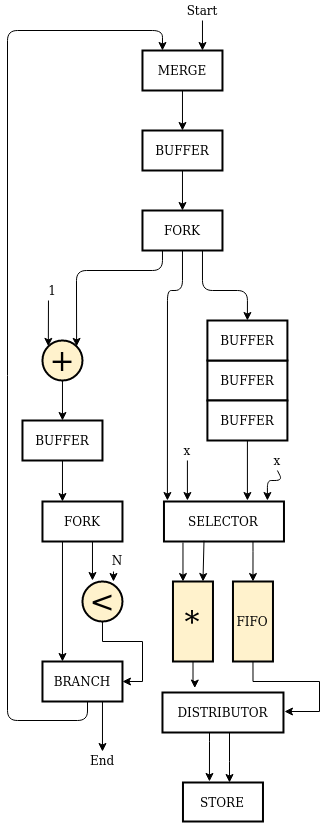 Start
MERGE
BUFFER
FORK
1
+
BUFFER
BUFFER
BUFFER
BUFFER
x
x
FORK
SELECTOR
N
<
*
FIFO
BRANCH
DISTRIBUTOR
End
STORE